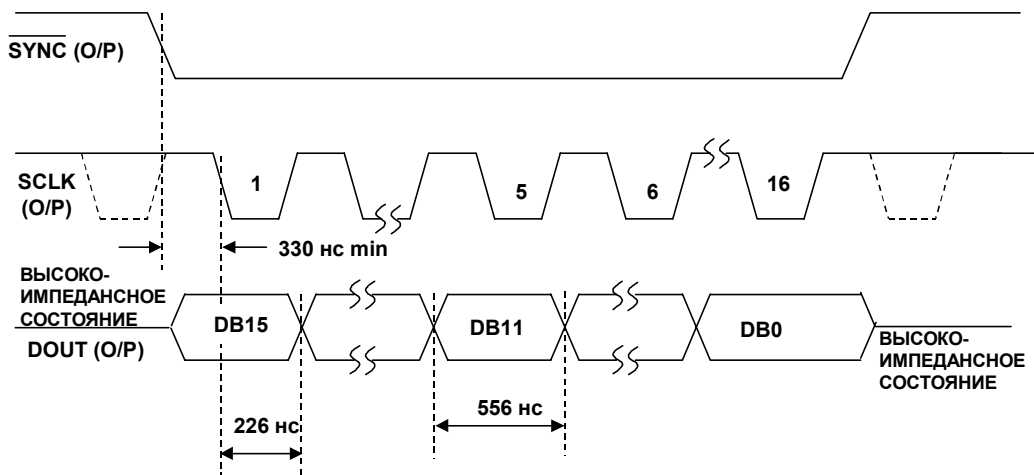 SYNC (O/P)
SCLK
(O/P)
1
5
6
16
330 нс min
ВЫСОКО-
ИМПЕДАНСНОЕ
СОСТОЯНИЕ
DOUT (O/P)
DB15
DB11
DB0
ВЫСОКО-
ИМПЕДАНСНОЕ
СОСТОЯНИЕ
226 нс
556 нс